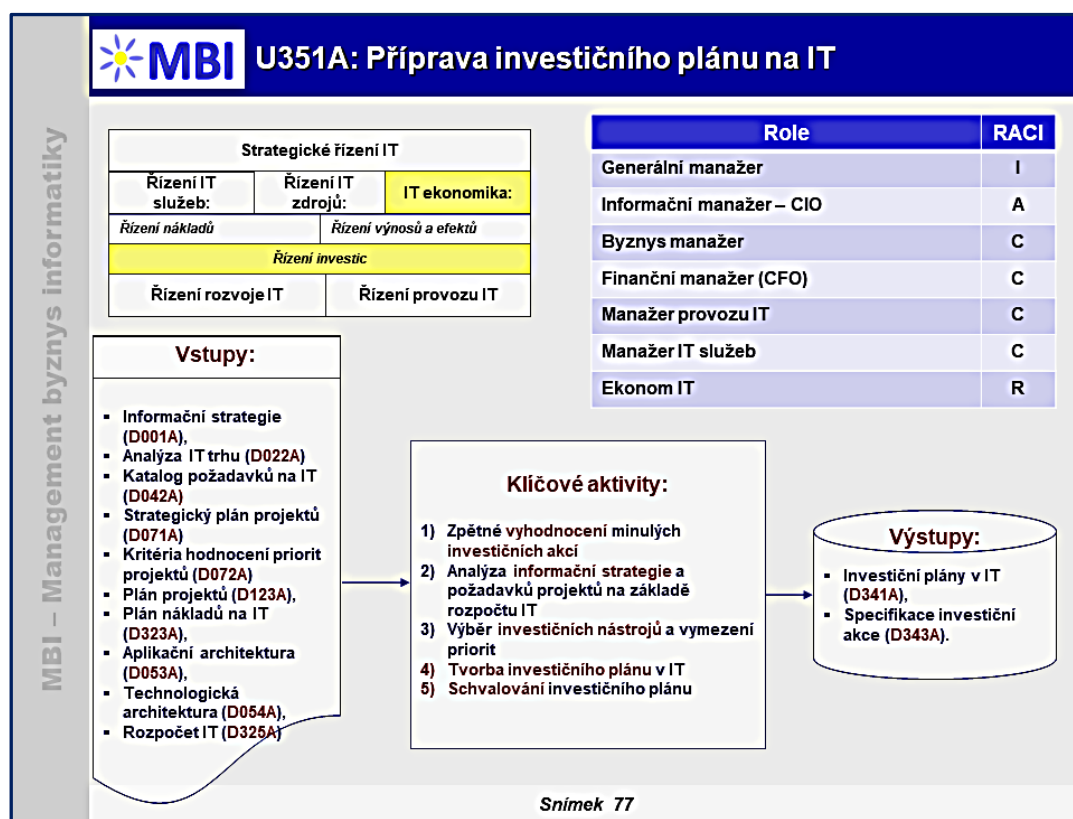 MBI – Management byznys informatiky
MBI
U351A: Příprava investičního plánu na IT
Strategické řízení IT
Řízení IT služeb:
Řízení IT zdrojů:
IT ekonomika:
Řízení nákladů
Řízení výnosů a efektů
Řízení investic
Řízení rozvoje IT
Řízení provozu IT
Role RACI
Generální manažer I
Informační manažer – CIO A
Byznys manažer C
Finanční manažer (CFO) C
Manažer provozu IT C
Manažer IT služeb C
Ekonom IT R
Vstupy:
▪ Informační strategie
(D001A),
▪ Analýza IT trhu (D022A)
▪ Katalog požadavků na IT
(D042A)
▪ Strategický plán projektů
(D071A)
▪ Kritéria hodnocení priorit
projektů (D072A)
▪ Plán projektů (D123A),
▪ Plán nákladů na IT
(D323A),
▪ Aplikační architektura
(D053A),
▪ Technologická
architektura (D054A),
▪ Rozpočet IT (D325A)
Klíčové aktivity:
1) Zpětné vyhodnocení minulých
investičních akcí
2) Analýza informační strategie a
požadavků projektů na základě
rozpočtu IT
3) Výběr investičních nástrojů a vymezení
priorit
4) Tvorba investičního plánu v IT
5) Schvalování investičního plánu
Výstupy:
▪ Investiční plány v IT
(D341A),
▪ Specifikace investiční
akce (D343A).
Snímek 77